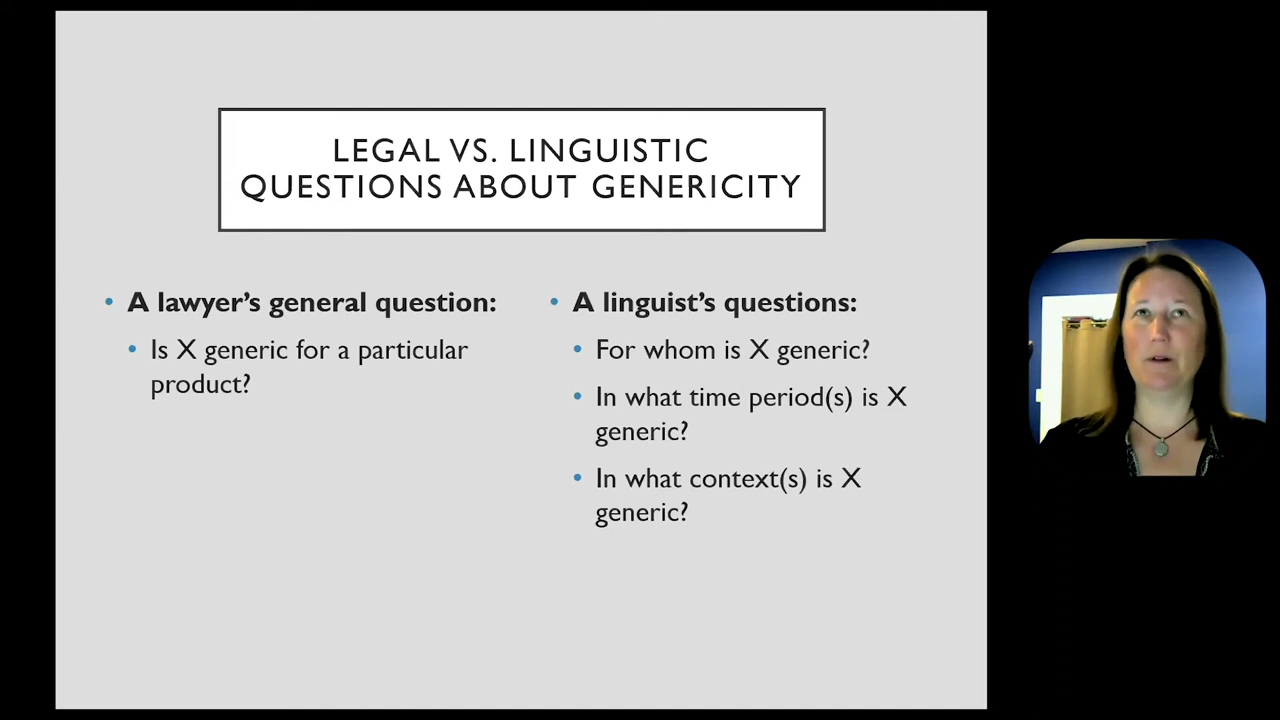 LEGAL VS. LINGUISTIC
QUESTIONS ABOUT GENERICITY
• A lawyer’s general question:
• Is X generic for a particular
product?
• A linguist’s questions:
• For whom is X generic?
• In what time period(s) is X
generic?
• In what context(s) is X
generic?